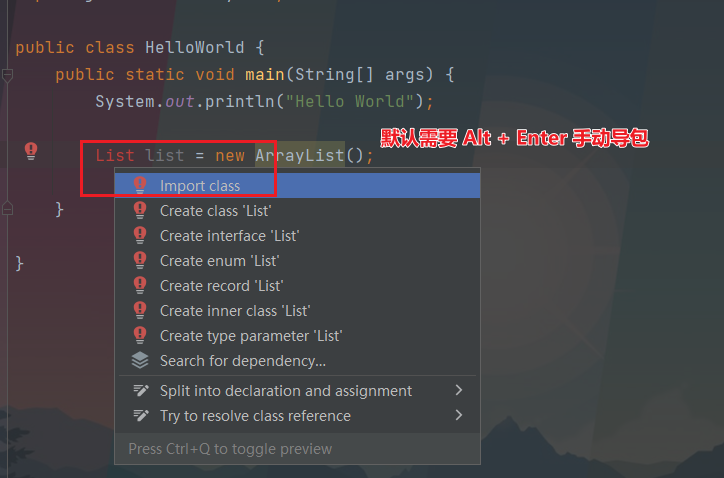 public class HelloWorld {
public static void main(String[] args) {
System.out.println("Hello World");
默认需要 Alt + Enter 手动导包
List list = new ArrayList();
Import class
Create class 'List'
Create interface 'List'
Create enum 'List'
Create record 'List'
Create inner class 'List'
Create type parameter 'List'
Search for dependency...
Split into declaration and assignment
Try to resolve class reference
Press Ctrl+Q to toggle preview
}
}